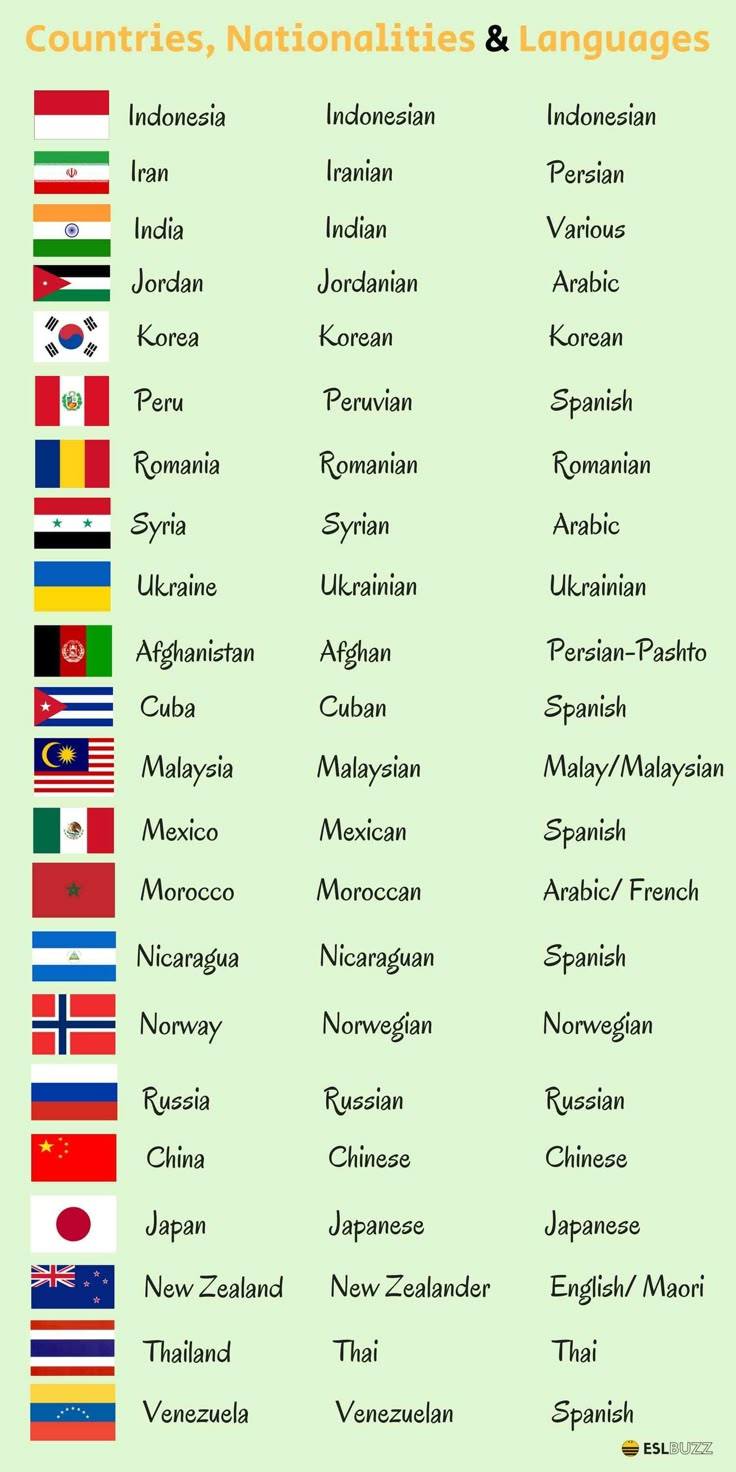 Countries, Nationalities & Languages
Indonesia Indonesian Indonesian
Iran Iranian Persian
India Indian Various
Jordan Jordanian Arabic
Korea Korean Korean
Peru Peruvian Spanish
Romania Romanian Romanian
Syria Syrian Arabic
Ukraine Ukrainian Ukrainian
Afghanistan Afghan Persian-Pashto
Cuba Cuban Spanish
Malaysia Malaysian Malay/Malaysian
Mexico Mexican Spanish
Morocco Moroccan Arabic/ French
Nicaragua Nicaraguan Spanish
Norway Norwegian Norwegian
Russia Russian Russian
China Chinese Chinese
Japan Japanese Japanese
New Zealand New Zealander English/ Maori
Thailand Thai Thai
Venezuela Venezuelan Spanish
ESLBUZZ